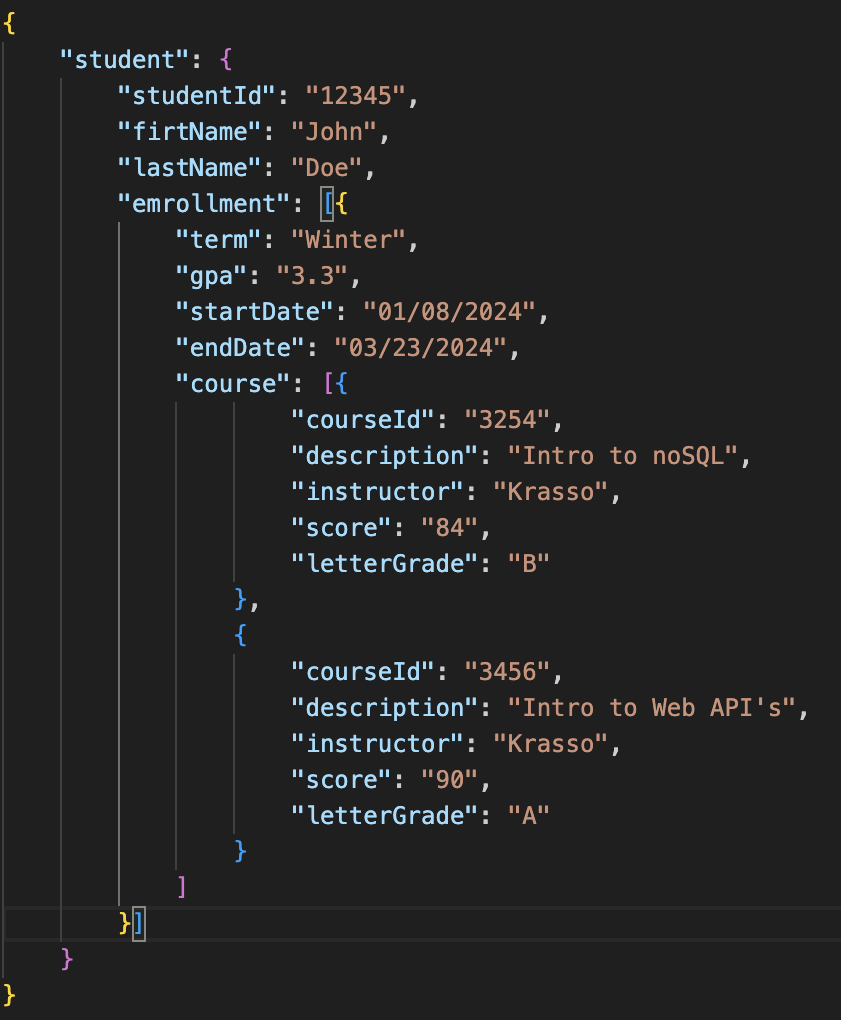 {
    "student": {
        "studentId": "12345",
        "firtName": "John",
        "lastName": "Doe",
        "emrollment": [{
            "term": "Winter",
            "gpa": "3.3",
            "startDate": "01/08/2024",
            "endDate": "03/23/2024",
            "course": [{
                    "courseId": "3254",
                    "description": "Intro to noSQL",
                    "instructor": "Krasso",
                    "score": "84",
                    "letterGrade": "B"
                },
                {
                    "courseId": "3456",
                    "description": "Intro to Web API's",
                    "instructor": "Krasso",
                    "score": "90",
                    "letterGrade": "A"
                }
            ]
        }]
    }
}